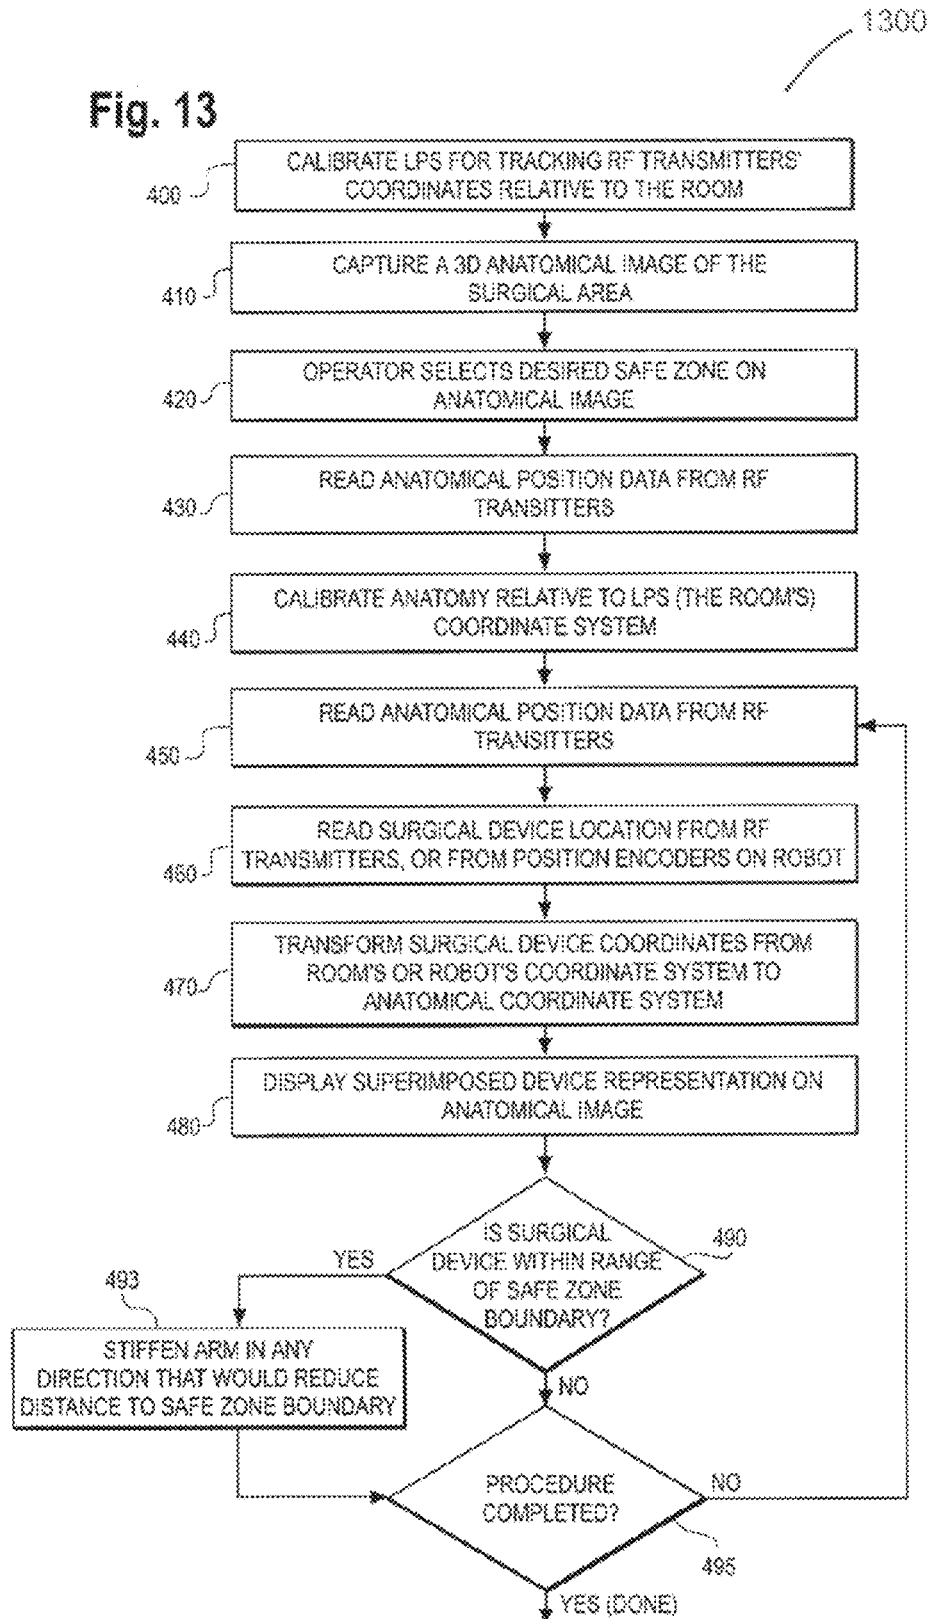 1300
Fig. 13
CALIBRATE LPS FOR TRACKING RF TRANSMITTERS'
COORDINATES RELATIVE TO THE ROOM
400
CAPTURE A 3D ANATOMICAL IMAGE OF THE
SURGICAL AREA
410
OPERATOR SELECTS DESIRED SAFE ZONE ON
ANATOMICAL IMAGE
420
READ ANATOMICAL POSITION DATA FROM RF
TRANSITTERS
430
CALIBRATE ANATOMY RELATIVE TO LPS (THE ROOM'S)
COORDINATE SYSTEM
440
READ ANATOMICAL POSITION DATA FROM RF
TRANSITTERS
450
READ SURGICAL DEVICE LOCATION FROM RF
TRANSMITTERS, OR FROM POSITION ENCODERS ON ROBOT
460
TRANSFORM SURGICAL DEVICE COORDINATES FROM
ROOM'S OR ROBOT'S COORDINATE SYSTEM TO
ANATOMICAL COORDINATE SYSTEM
470
DISPLAY SUPERIMPOSED DEVICE REPRESENTATION ON
ANATOMICAL IMAGE
480
IS SURGICAL
DEVICE WITHIN RANGE
OF SAFE ZONE
BOUNDARY?
490
YES
493
STIFFEN ARM IN ANY
DIRECTION THAT WOULD REDUCE
DISTANCE TO SAFE ZONE BOUNDARY
NO
PROCEDURE
COMPLETED?
NO
495
YES (DONE)